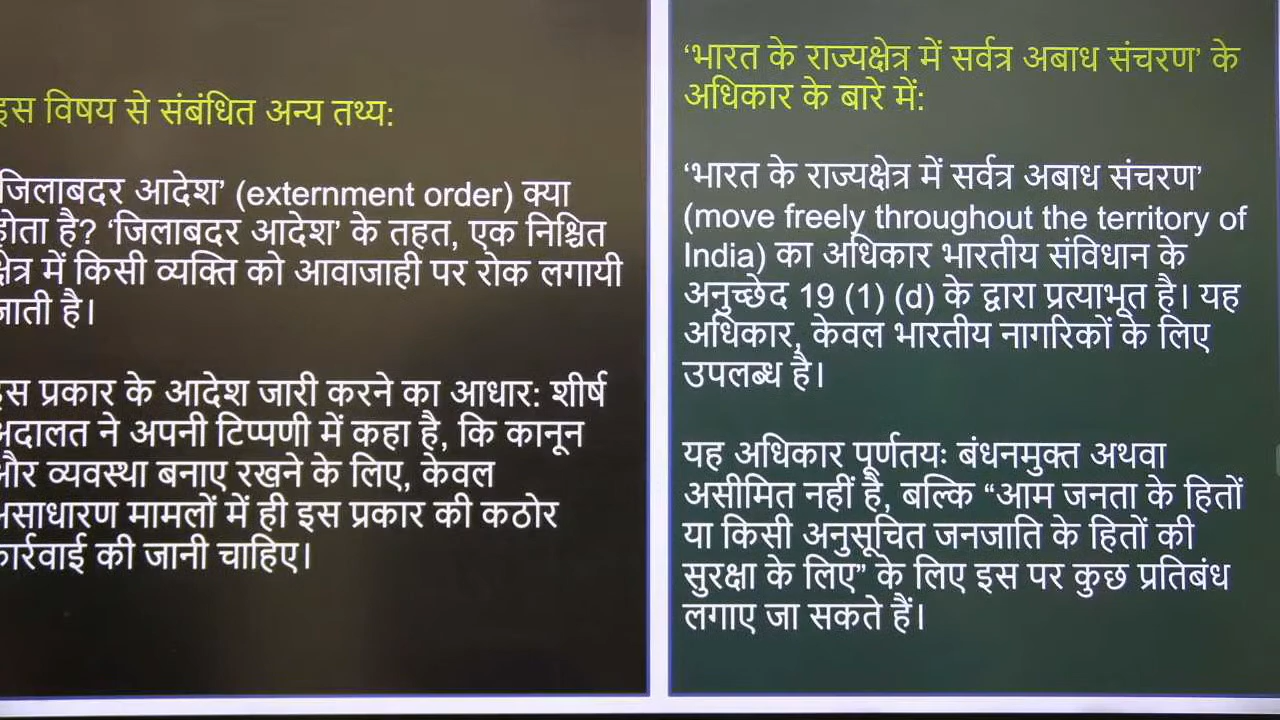 इस विषय से संबंधित अन्य तथ्य:
जिलाबदर आदेश’ (externment order) क्या
होता है? ‘जिलाबदर आदेश’ के तहत, एक निश्चित
क्षेत्र में किसी व्यक्ति को आवाजाही पर रोक लगायी
जाती है।
इस प्रकार के आदेश जारी करने का आधार: शीर्ष
अदालत ने अपनी टिप्पणी में कहा है, कि कानून
और व्यवस्था बनाए रखने के लिए, केवल
असाधारण मामलों में ही इस प्रकार की कठोर
कार्रवाई की जानी चाहिए।
‘भारत के राज्यक्षेत्र में सर्वत्र अबाध संचरण’ के
अधिकार के बारे में:
‘भारत के राज्यक्षेत्र में सर्वत्र अबाध संचरण’
(move freely throughout the territory of
India) का अधिकार भारतीय संविधान के
अनुच्छेद 19 (1) (d) के द्वारा प्रत्याभूत है। यह
अधिकार, केवल भारतीय नागरिकों के लिए
उपलब्ध है।
यह अधिकार पूर्णतयः बंधनमुक्त अथवा
असीमित नहीं है, बल्कि “आम जनता के हितों
या किसी अनुसूचित जनजाति के हितों की
सुरक्षा के लिए” के लिए इस पर कुछ प्रतिबंध
लगाए जा सकते हैं।